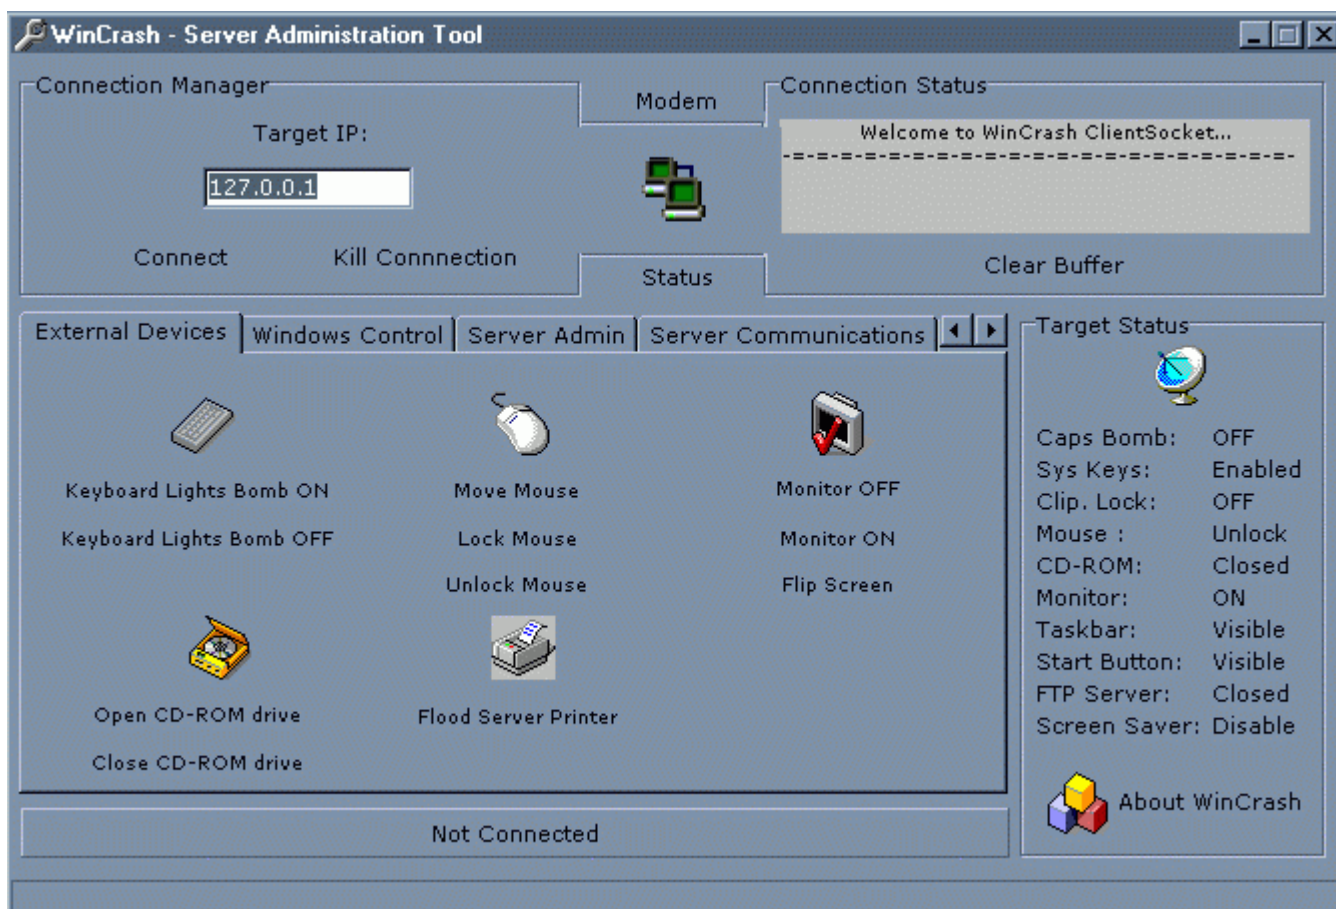 WinCrash - Server Administration Tool
Connection Manager
Target IP:
127.0.0.1
Connect
Kill Connnection
Modem
Status
Connection Status
Welcome to WinCrash ClientSocket...
-=-=-=-=-=-=-=-=-=-=-=-=-=-=-=-=-=-=-=-=-=-=-=-=-=-=-
Clear Buffer
External Devices
Windows Control
Server Admin
Server Communications
Keyboard Lights Bomb ON
Keyboard Lights Bomb OFF
Move Mouse
Lock Mouse
Unlock Mouse
Monitor OFF
Monitor ON
Flip Screen
Open CD-ROM drive
Close CD-ROM drive
Flood Server Printer
Target Status
Caps Bomb: OFF
Sys Keys: Enabled
Clip. Lock: OFF
Mouse : Unlock
CD-ROM: Closed
Monitor: ON
Taskbar: Visible
Start Button: Visible
FTP Server: Closed
Screen Saver: Disable
About WinCrash
Not Connected